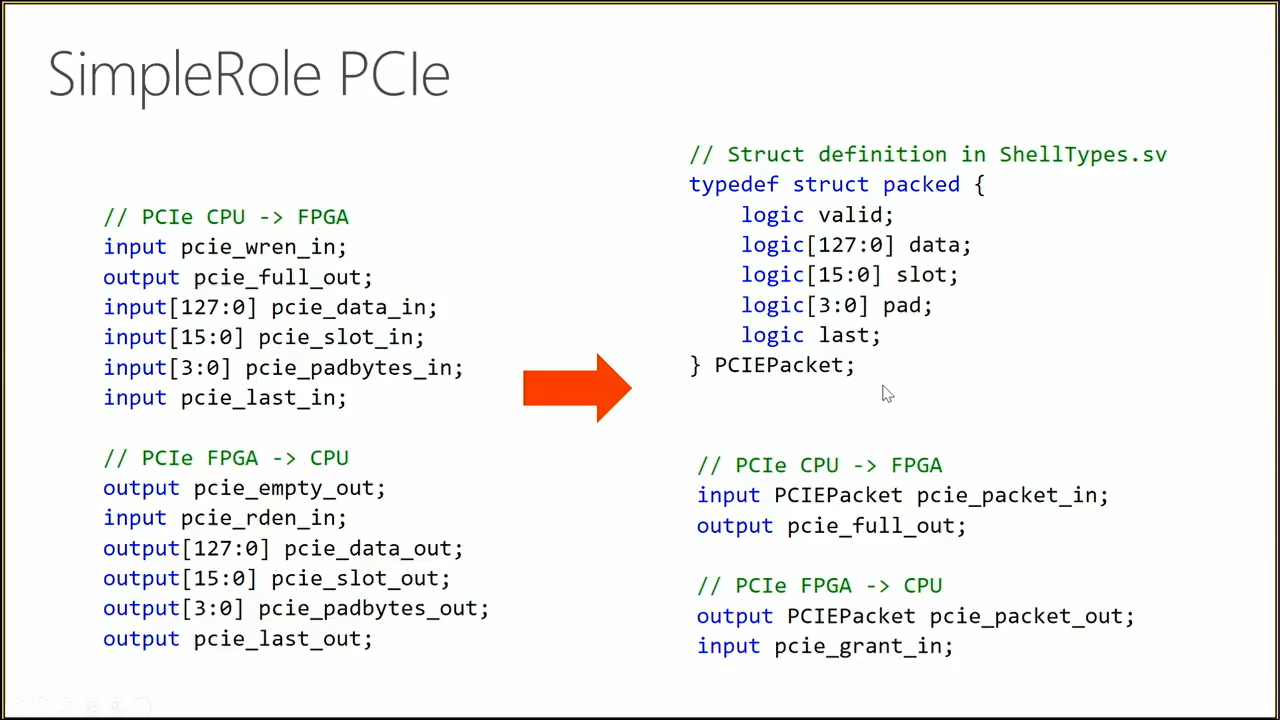 SimpleRole PCIe
// PCIe CPU -> FPGA
input pcie_wren_in;
output pcie_full_out;
input[127:0] pcie_data_in;
input[15:0] pcie_slot_in;
input[3:0] pcie_padbytes_in;
input pcie_last_in;
// PCIe FPGA -> CPU
output pcie_empty_out;
input pcie_rden_in;
output[127:0] pcie_data_out;
output[15:0] pcie_slot_out;
output[3:0] pcie_padbytes_out;
output pcie_last_out;
// Struct definition in ShellTypes.sv
typedef struct packed {
logic valid;
logic[127:0] data;
logic[15:0] slot;
logic[3:0] pad;
logic last;
} PCIEPacket;
// PCIe CPU -> FPGA
input PCIEPacket pcie_packet_in;
output pcie_full_out;
// PCIe FPGA -> CPU
output PCIEPacket pcie_packet_out;
input pcie_grant_in;